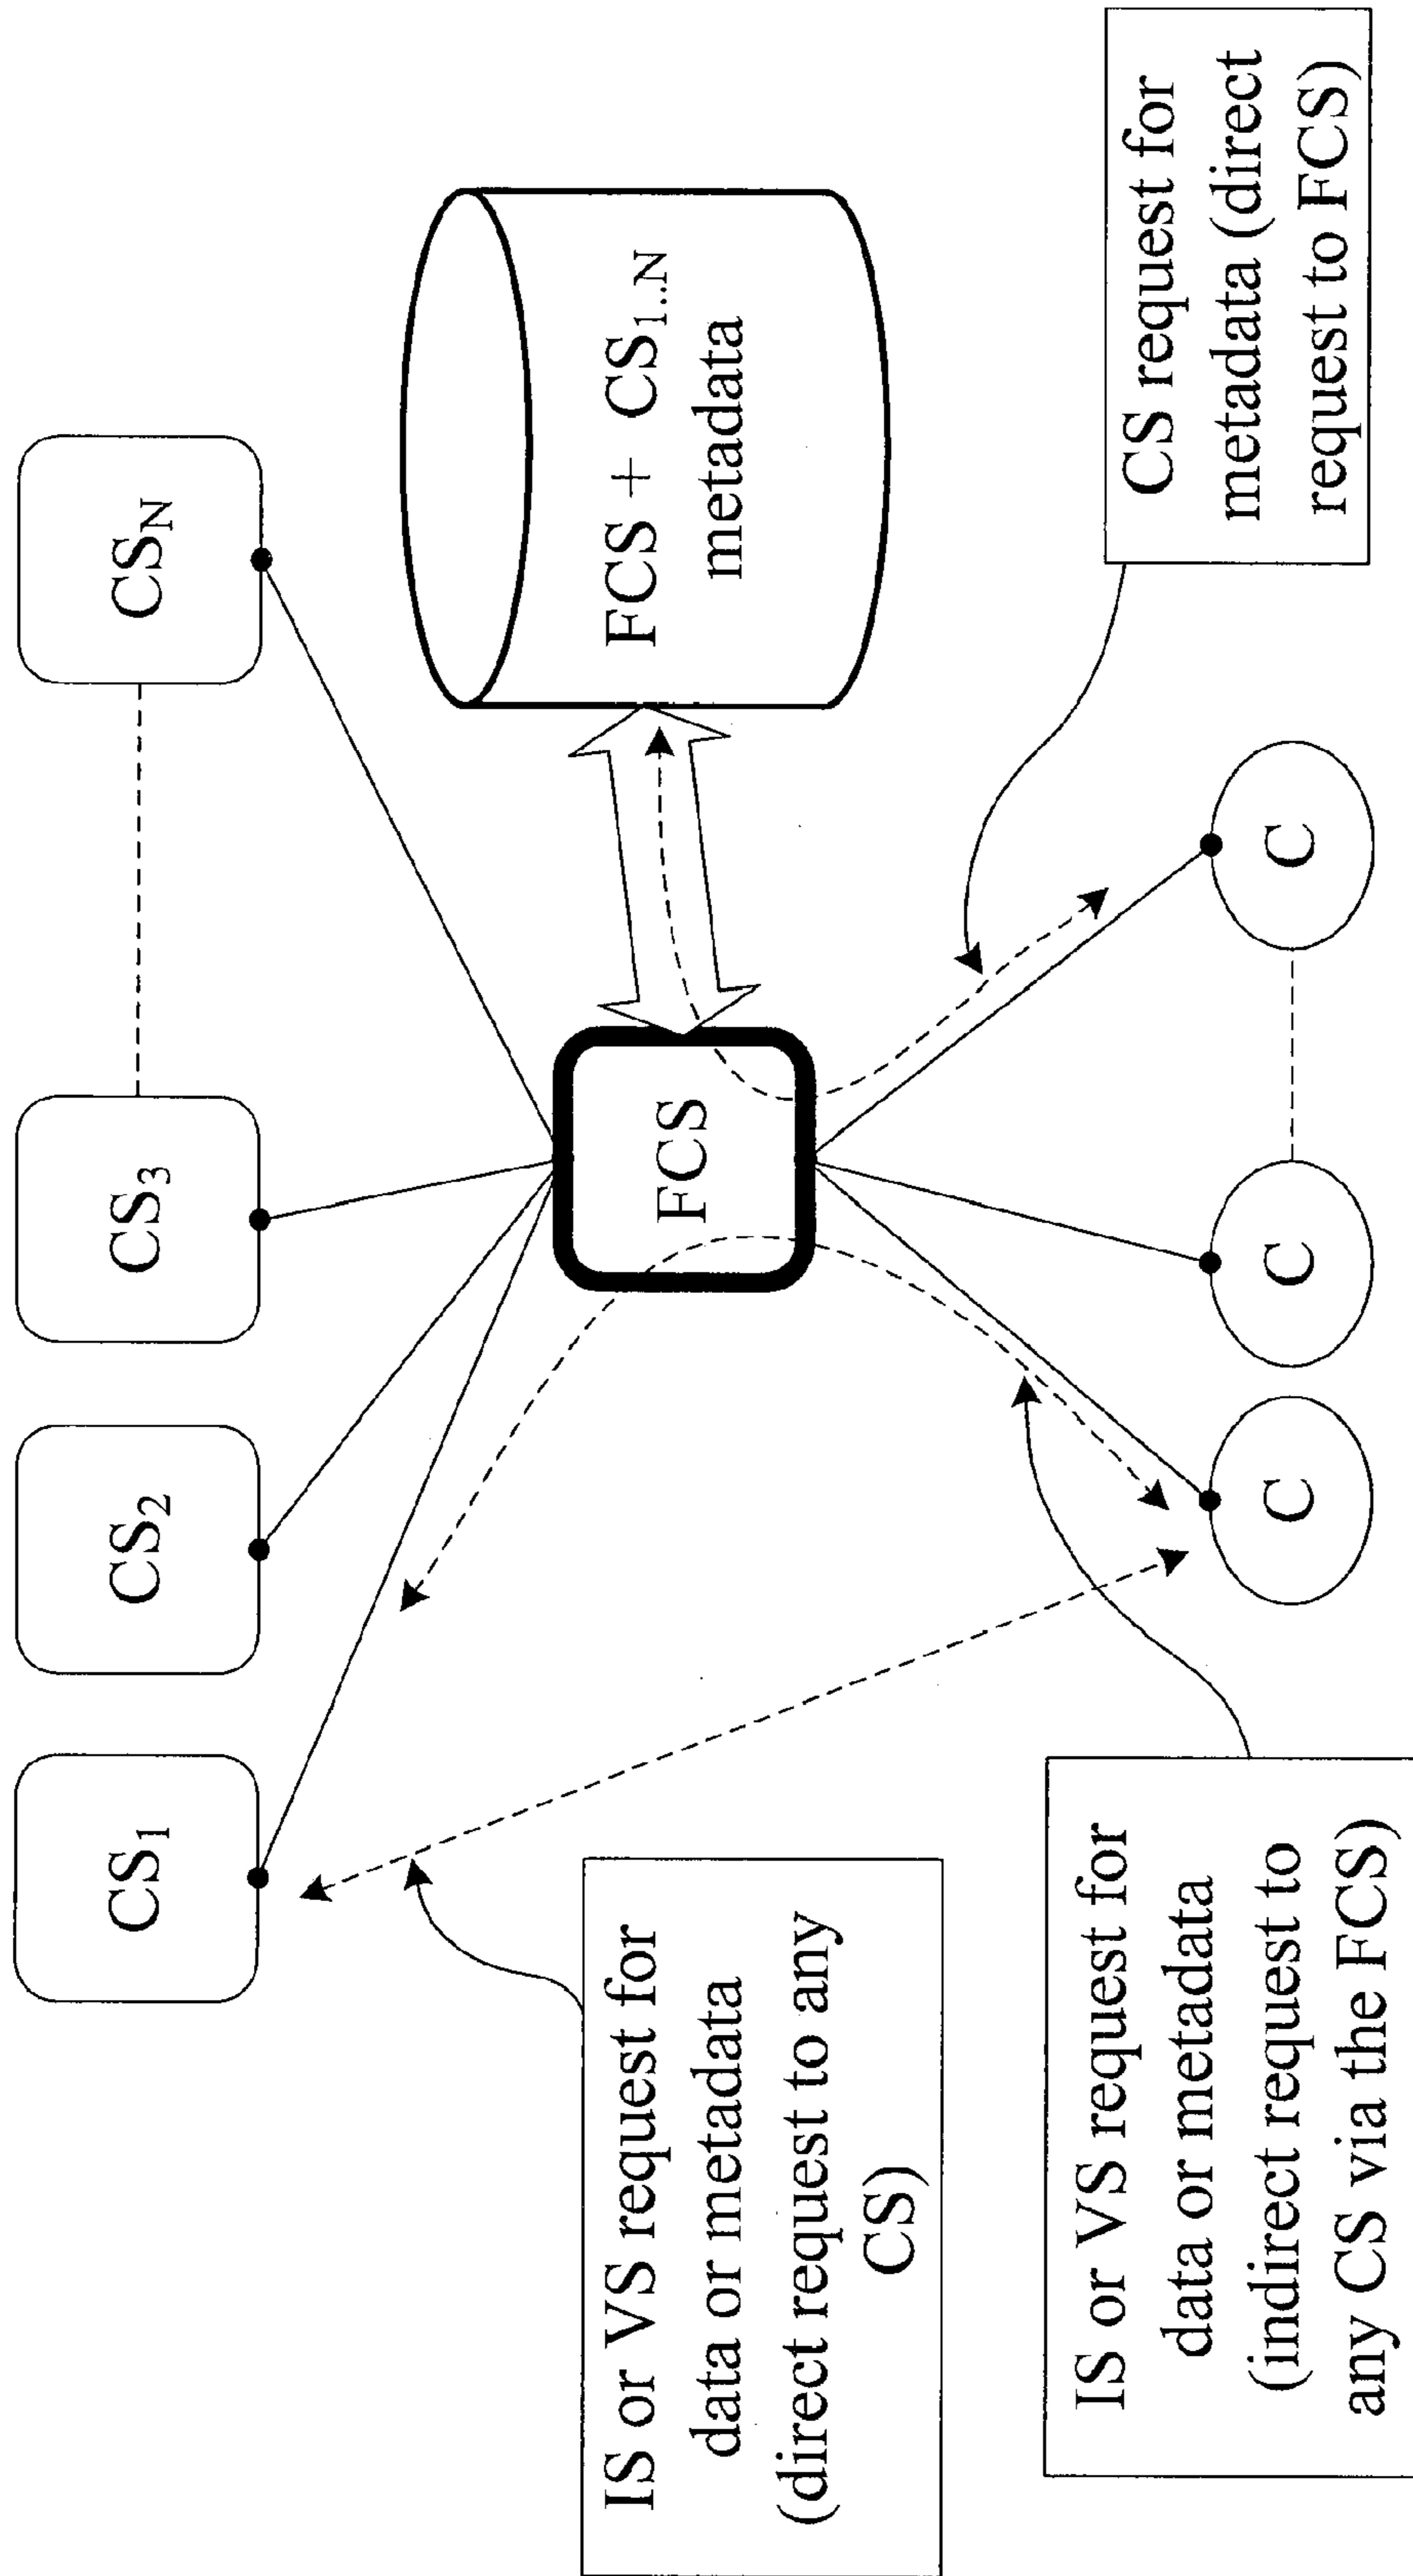 CS₁
CS₂
CS₃
CS_N
IS or VS request for
data or metadata
(direct request to any
CS)
FCS
FCS + CS₁..N
metadata
C
C
C
IS or VS request for
data or metadata
(indirect request to
any CS via the FCS)
CS request for
metadata (direct
request to FCS)